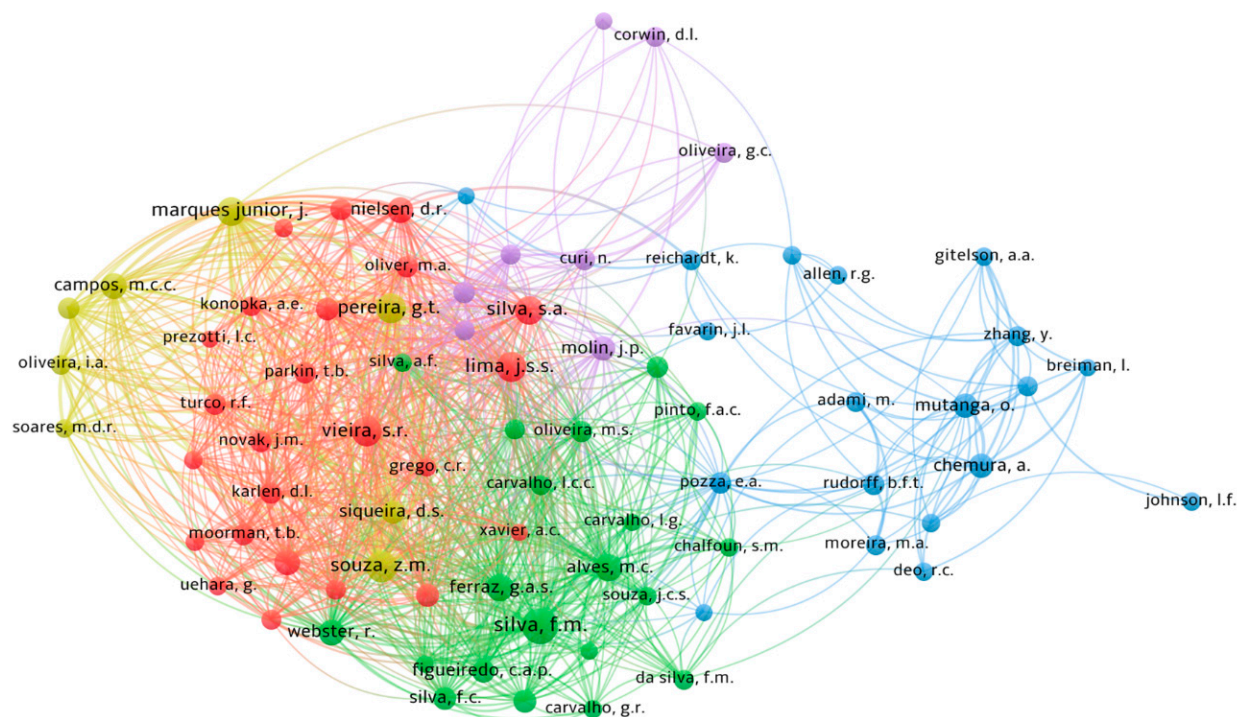 corwin, d.l.
oliveira, g.c.
marques junior, j.
nielsen, d.r.
oliver, m.a.
curi, n.
reichardt, k.
allen, r.g.
gitelson, a.a.
campos, m.c.c.
konopka, a.e.
pereira, g.t.
silva, s.a.
prezotti, l.c.
favarin, j.l.
zhang, y.
molin, j.p.
oliveira, i.a.
silva, a.f.
lima, j.s.s.
breiman, l.
parkin, t.b.
turco, r.f.
pinto, f.a.c.
adami, m.
mutanga, o.
soares, m.d.r.
novak, j.m.
vieira, s.r.
oliveira, m.s.
grego, c.r.
chemura, a.
karlen, d.l.
carvalho, l.c.c.
pozza, e.a.
rudorff, b.f.t.
johnson, l.f.
siqueira, d.s.
moorman, t.b.
xavier, a.c.
carvalho, l.g.
chalfoun, s.m.
moreira, m.a.
souza, z.m.
alves, m.c.
deo, r.c.
uehara, g.
ferraz, g.a.s.
souza, j.c.s.
webster, r.
silva, f.m.
figueiredo, c.a.p.
da silva, f.m.
silva, f.c.
carvalho, g.r.